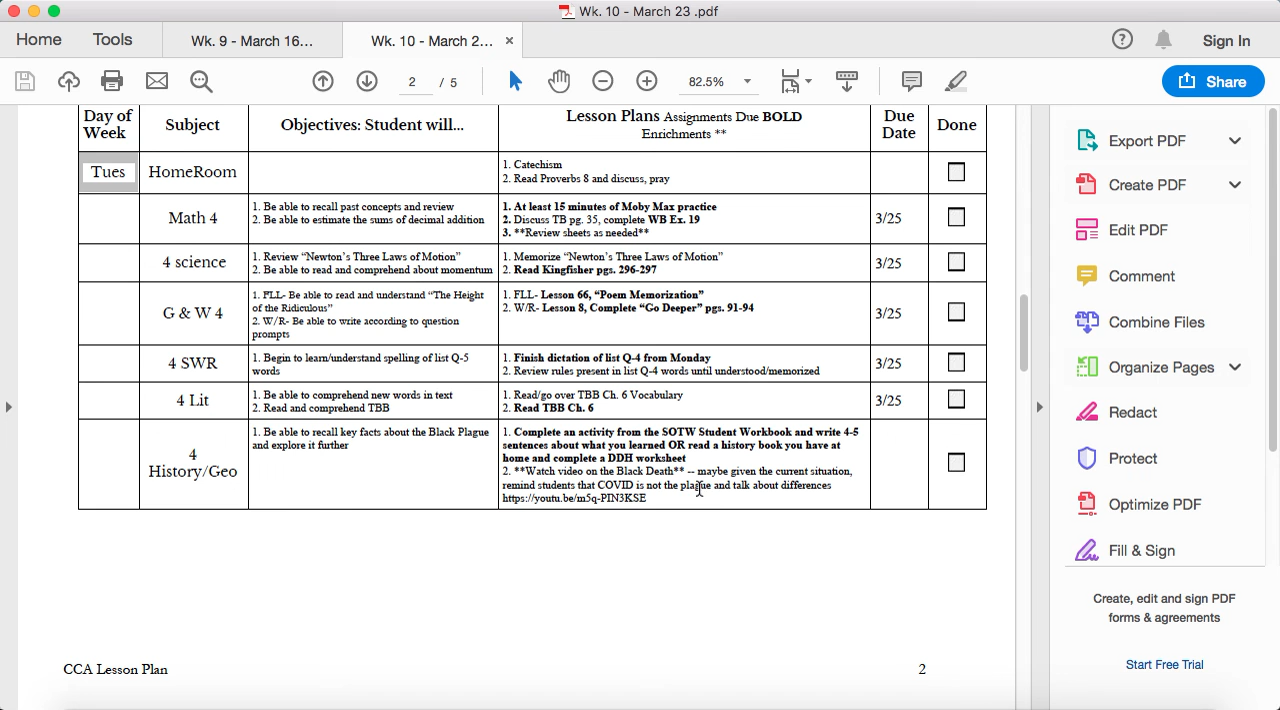 Wk. 10 - March 23 .pdf
Home
Tools
Wk. 9 - March 16...
Wk. 10 - March 2... ×
?
Sign In
2 / 5
82.5%
Share
Day of Week
Subject
Objectives: Student will...
Lesson Plans Assignments Due BOLD
Enrichments **
Due Date
Done
Tues
HomeRoom
1. Catechism
2. Read Proverbs 8 and discuss, pray
Math 4
1. Be able to recall past concepts and review
2. Be able to estimate the sums of decimal addition
1. At least 15 minutes of Moby Max practice
2. Discuss TB pg. 35, complete WB Ex. 19
3. **Review sheets as needed**
3/25
4 science
1. Review “Newton’s Three Laws of Motion”
2. Be able to read and comprehend about momentum
1. Memorize “Newton’s Three Laws of Motion”
2. Read Kingfisher pgs. 296-297
3/25
G & W 4
1. FLL- Be able to read and understand “The Height
of the Ridiculous”
2. W/R- Be able to write according to question
prompts
1. FLL- Lesson 66, “Poem Memorization”
2. W/R- Lesson 8, Complete “Go Deeper” pgs. 91-94
3/25
4 SWR
1. Begin to learn/understand spelling of list Q-5
words
1. Finish dictation of list Q-4 from Monday
2. Review rules present in list Q-4 words until understood/memorized
3/25
4 Lit
1. Be able to comprehend new words in text
2. Read and comprehend TBB
1. Read/go over TBB Ch. 6 Vocabulary
2. Read TBB Ch. 6
3/25
4
History/Geo
1. Be able to recall key facts about the Black Plague
and explore it further
1. Complete an activity from the SOTW Student Workbook and write 4-5
sentences about what you learned OR read a history book you have at
home and complete a DDH worksheet
2. **Watch video on the Black Death** -- maybe given the current situation,
remind students that COVID is not the plague and talk about differences
https://youtu.be/m5q-PIN3KSE
CCA Lesson Plan
2
Export PDF
Create PDF
Edit PDF
Comment
Combine Files
Organize Pages
Redact
Protect
Optimize PDF
Fill & Sign
Create, edit and sign PDF
forms & agreements
Start Free Trial